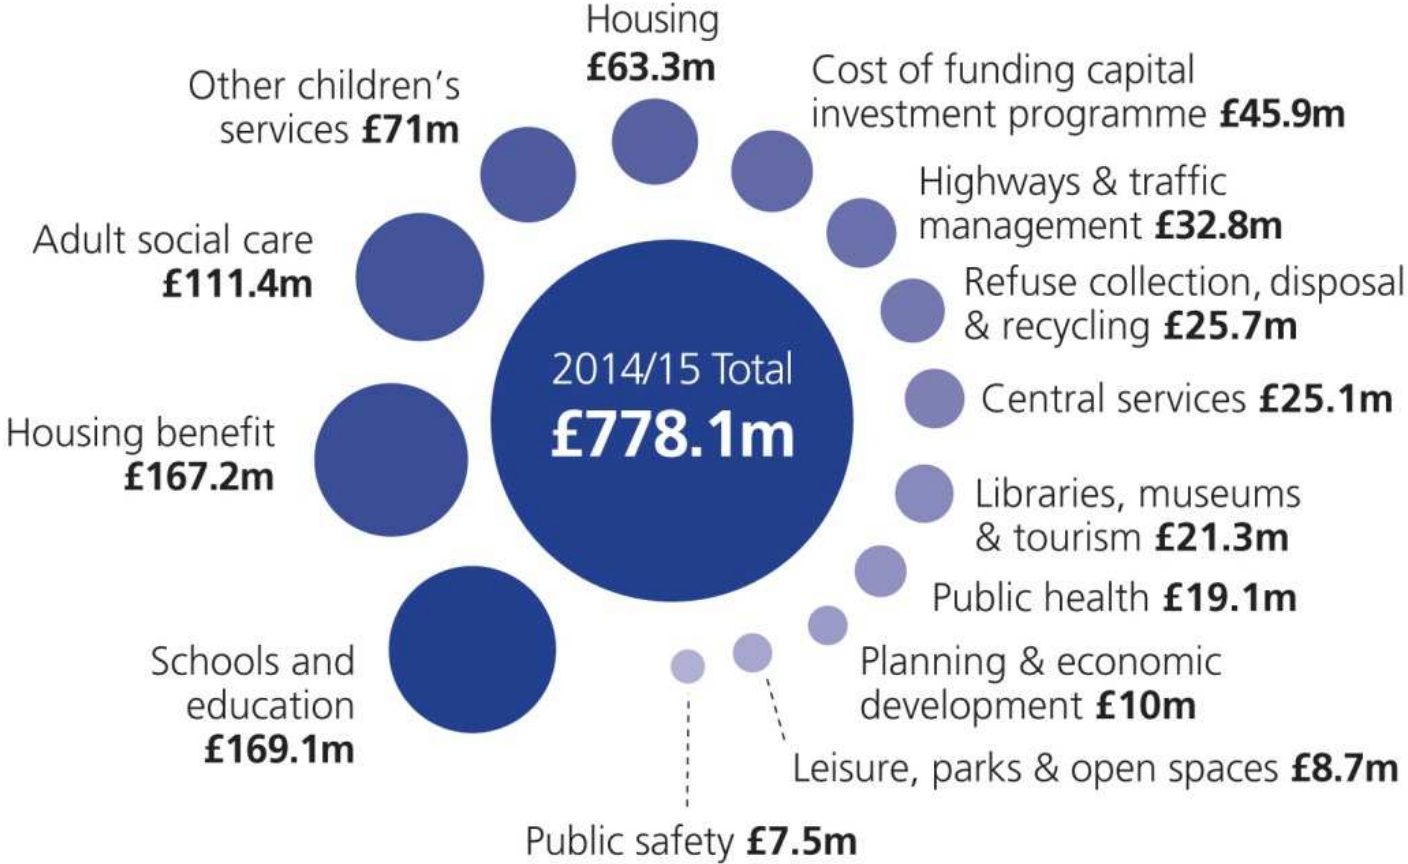 Housing
£63.3m
Cost of funding capital
investment programme £45.9m
Other children's
services £71m
Highways & traffic
management £32.8m
Adult social care
£111.4m
Refuse collection, disposal
& recycling £25.7m
2014/15 Total
£778.1m
Central services £25.1m
Housing benefit
£167.2m
Libraries, museums
& tourism £21.3m
Public health £19.1m
Schools and
education
£169.1m
Planning & economic
development £10m
Leisure, parks & open spaces £8.7m
Public safety £7.5m